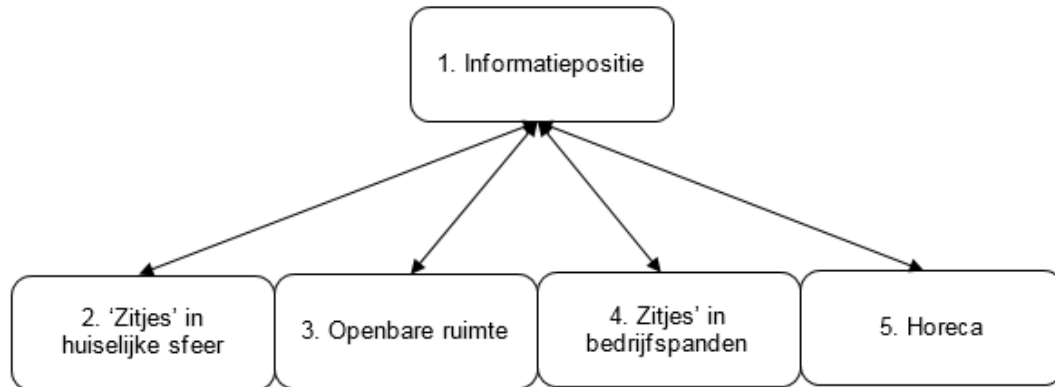 1. Informatiepositie
2. ‘Zitjes’ in
huiselijke sfeer
3. Openbare ruimte
4. Zitjes’ in
bedrijfspanden
5. Horeca